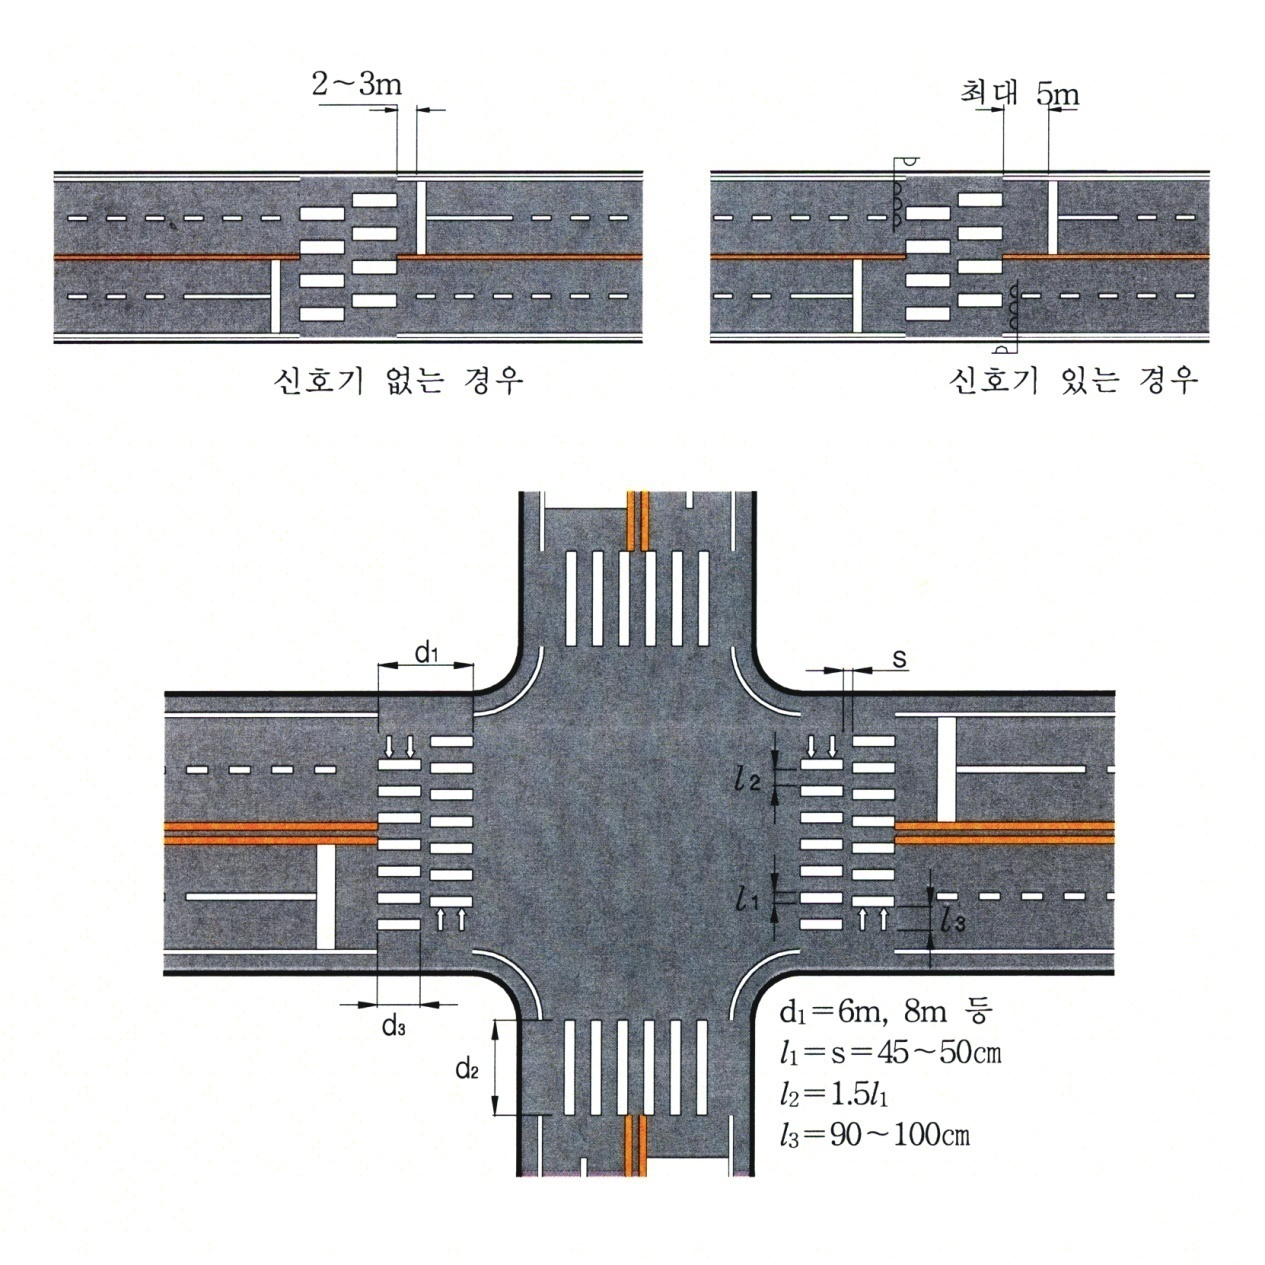 2~3m
최대 5m
신호기 없는 경우
신호기 있는 경우
d1
s
l2
l1
l3
d3
d2
d1=6m, 8m 등
l1=s=45~50cm
l2=1.5l1
l3=90~100cm